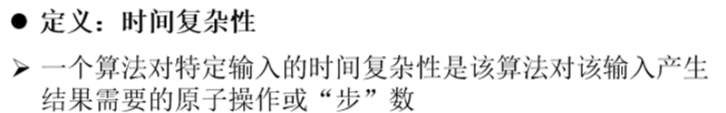 ● 定义：时间复杂性
➢ 一个算法对特定输入的时间复杂性是该算法对该输入产生
结果需要的原子操作或“步”数